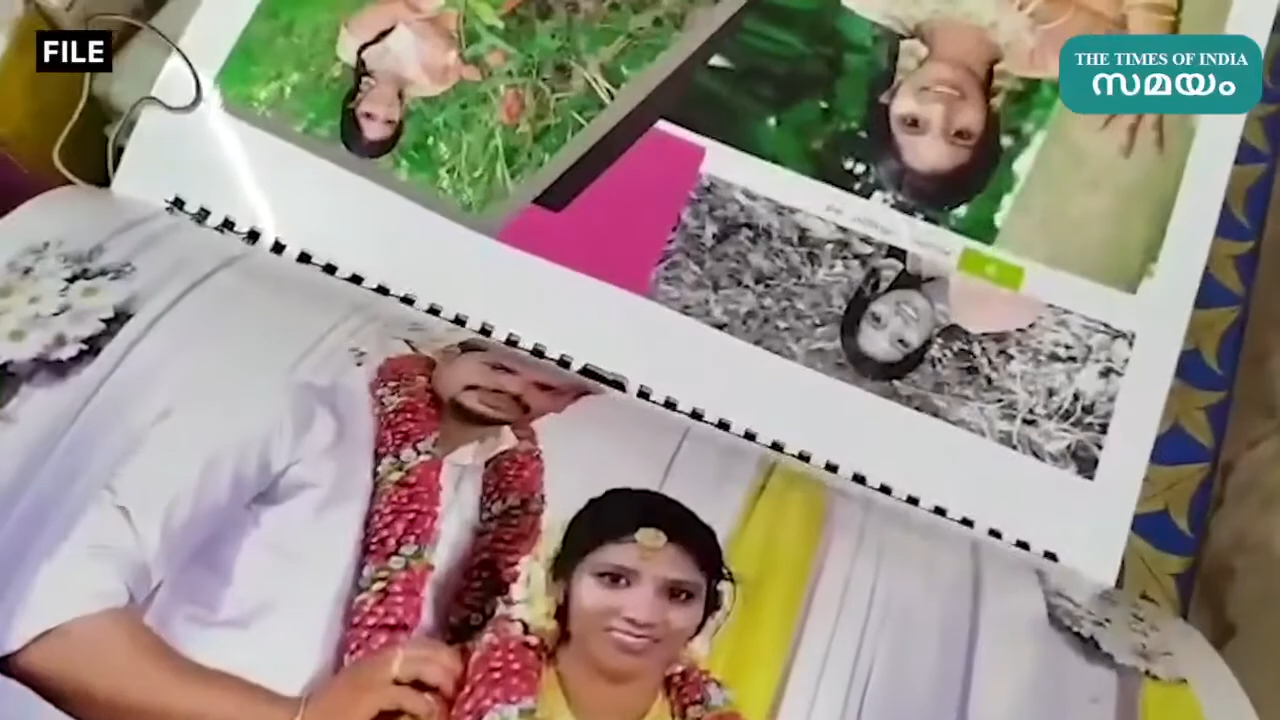 FILE
THE TIMES OF INDIA
സമയം